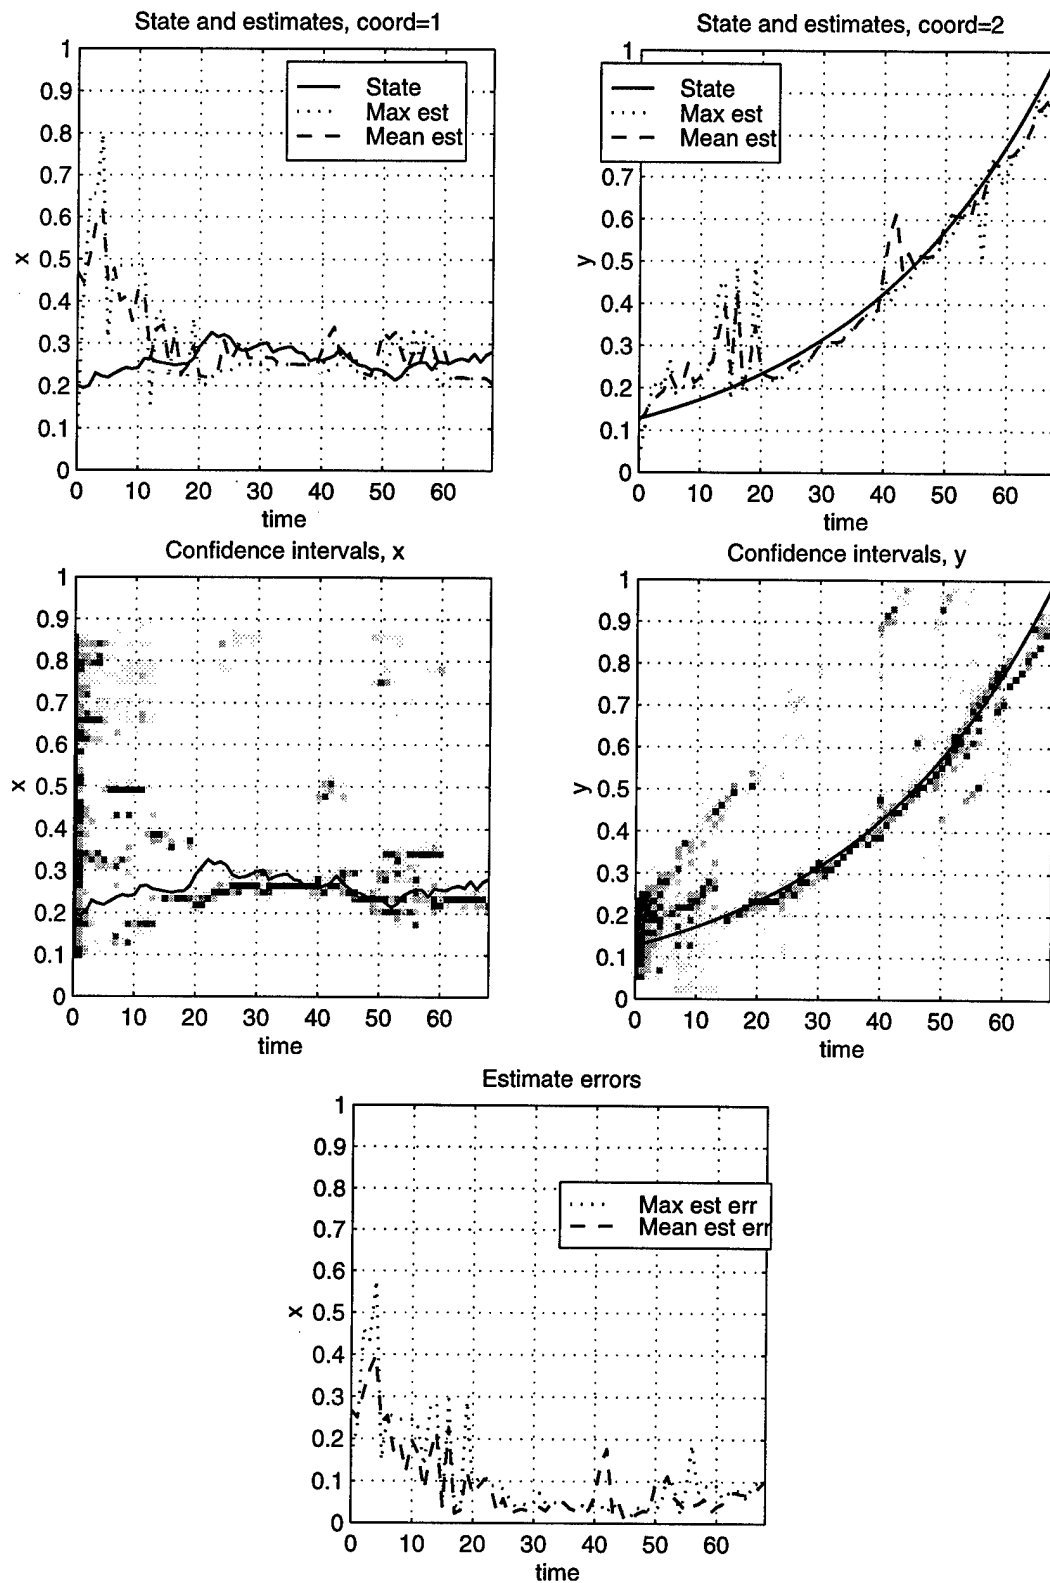 State and estimates, coord=1
1
0.9
0.8
0.7
0.6
0.5
0.4
0.3
0.2
0.1
0
x
State
Max est
Mean est
0 10 20 30 40 50 60
time
State and estimates, coord=2
1
0.7
0.6
0.5
0.4
0.3
0.2
0.1
0
y
State
Max est
Mean est
0 10 20 30 40 50 60
time
Confidence intervals, x
1
0.9
0.8
0.7
0.6
0.5
0.4
0.3
0.2
0.1
0
x
0 10 20 30 40 50 60
time
Confidence intervals, y
1
0.9
0.8
0.7
0.6
0.5
0.4
0.3
0.2
0.1
0
y
0 10 20 30 40 50 60
time
Estimate errors
1
0.9
0.8
0.7
0.6
0.5
0.4
0.3
0.2
0.1
0
x
Max est err
Mean est err
0 10 20 30 40 50 60
time